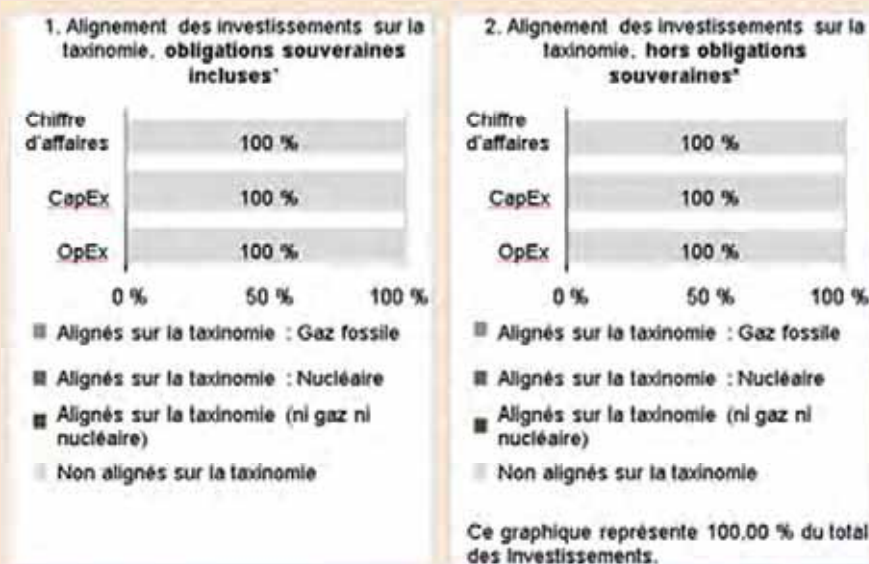 1. Alignement des investissements sur la
taxinomie, obligations souveraines
incluses*
Chiffre
d'affaires
100 %
CapEx
100 %
OpEx
100 %
0 %
50 %
100 %
Alignés sur la taxinomie : Gaz fossile
Alignés sur la taxinomie : Nucléaire
Alignés sur la taxinomie (ni gaz ni
nucléaire)
Non alignés sur la taxinomie
2. Alignement des investissements sur la
taxinomie, hors obligations
souveraines*
Chiffre
d'affaires
100 %
CapEx
100 %
OpEx
100 %
0 %
50 %
100 %
Alignés sur la taxinomie : Gaz fossile
Alignés sur la taxinomie : Nucléaire
Alignés sur la taxinomie (ni gaz ni
nucléaire)
Non alignés sur la taxinomie
Ce graphique représente 100,00 % du total
des Investissements.